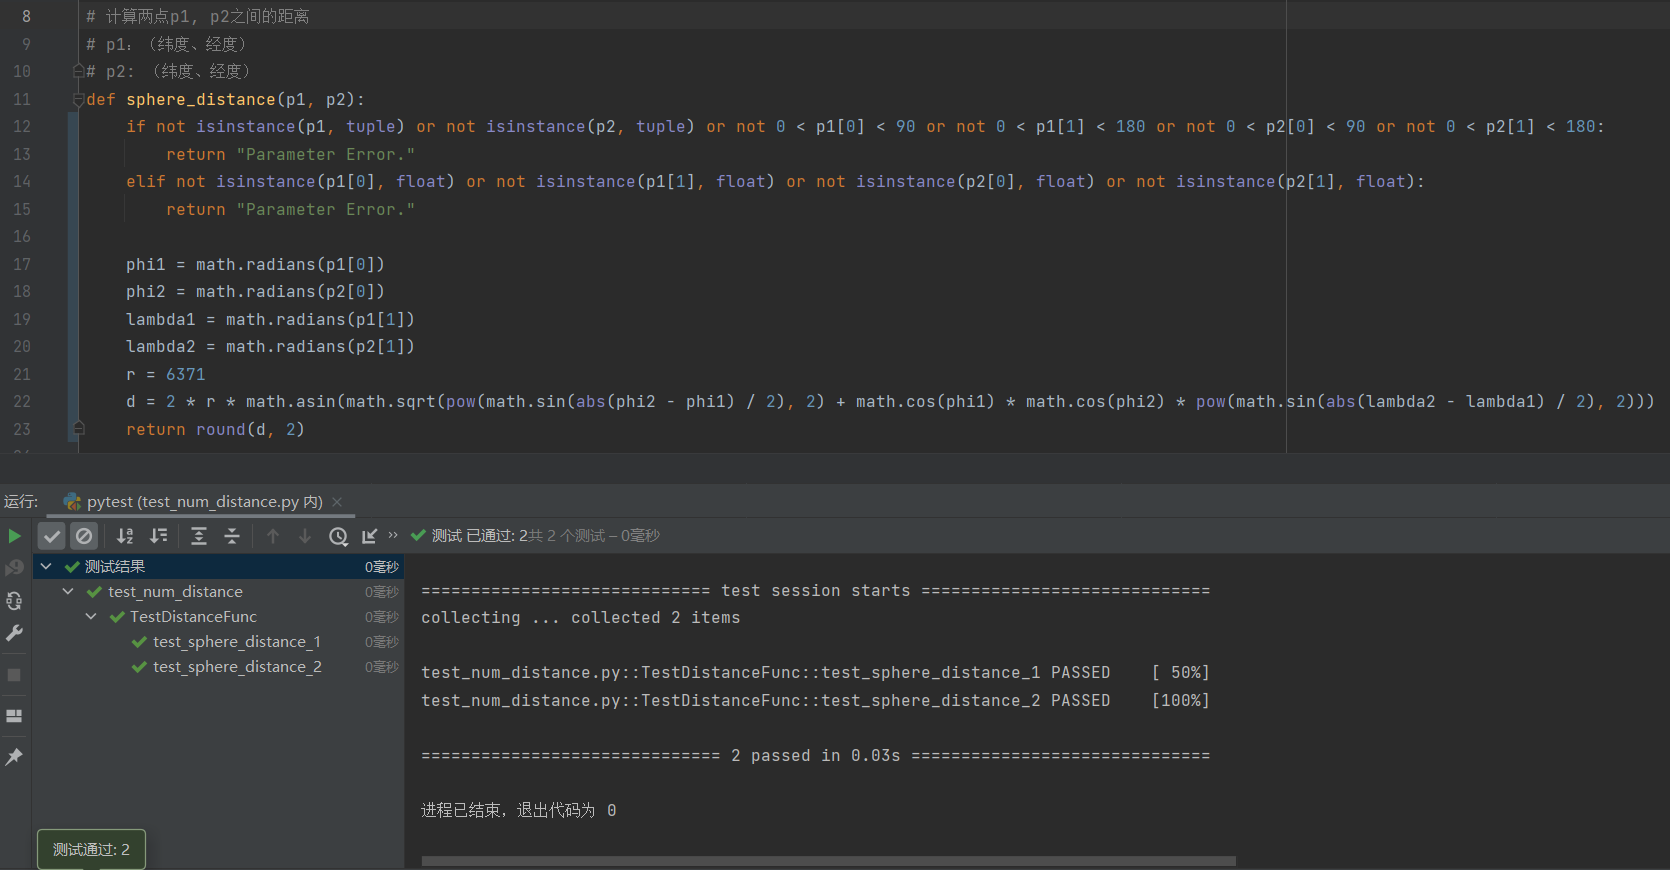 8 # 计算两点p1, p2之间的距离
9 # p1: (纬度、经度)
10 # p2: (纬度、经度)
11 def sphere_distance(p1, p2):
12 if not isinstance(p1, tuple) or not isinstance(p2, tuple) or not 0 < p1[0] < 90 or not 0 < p1[1] < 180 or not 0 < p2[0] < 90 or not 0 < p2[1] < 180:
13 return "Parameter Error."
14 elif not isinstance(p1[0], float) or not isinstance(p1[1], float) or not isinstance(p2[0], float) or not isinstance(p2[1], float):
15 return "Parameter Error."
16
17 phi1 = math.radians(p1[0])
18 phi2 = math.radians(p2[0])
19 lambda1 = math.radians(p1[1])
20 lambda2 = math.radians(p2[1])
21 r = 6371
22 d = 2 * r * math.asin(math.sqrt(pow(math.sin(abs(phi2 - phi1) / 2), 2) + math.cos(phi1) * math.cos(phi2) * pow(math.sin(abs(lambda2 - lambda1) / 2), 2)))
23 return round(d, 2)
运行: pytest (test_num_distance.py 内) ×
测试 已通过: 2共 2 个测试 – 0毫秒
测试结果 0毫秒
test_num_distance 0毫秒
TestDistanceFunc 0毫秒
test_sphere_distance_1 0毫秒
test_sphere_distance_2 0毫秒
============================= test session starts =============================
collecting ... collected 2 items
test_num_distance.py::TestDistanceFunc::test_sphere_distance_1 PASSED [ 50%]
test_num_distance.py::TestDistanceFunc::test_sphere_distance_2 PASSED [100%]
============================== 2 passed in 0.03s ==============================
进程已结束，退出代码为 0
测试通过: 2